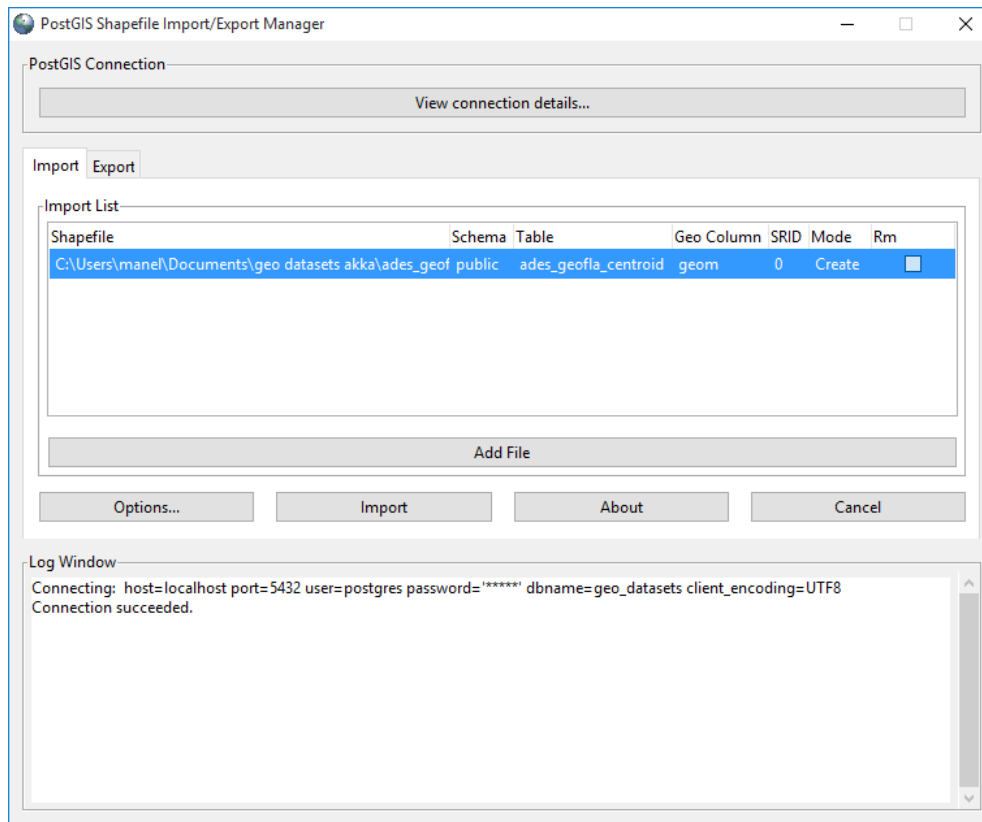 PostGIS Shapefile Import/Export Manager
PostGIS Connection
View connection details...
Import Export
Import List
Shapefile Schema Table Geo Column SRID Mode Rm
C:\Users\manel\Documents\geo datasets akka\ades_geof public ades_geofla_centroid geom 0 Create
Add File
Options... Import About Cancel
Log Window
Connecting: host=localhost port=5432 user=postgres password='*****' dbname=geo_datasets client_encoding=UTF8
Connection succeeded.